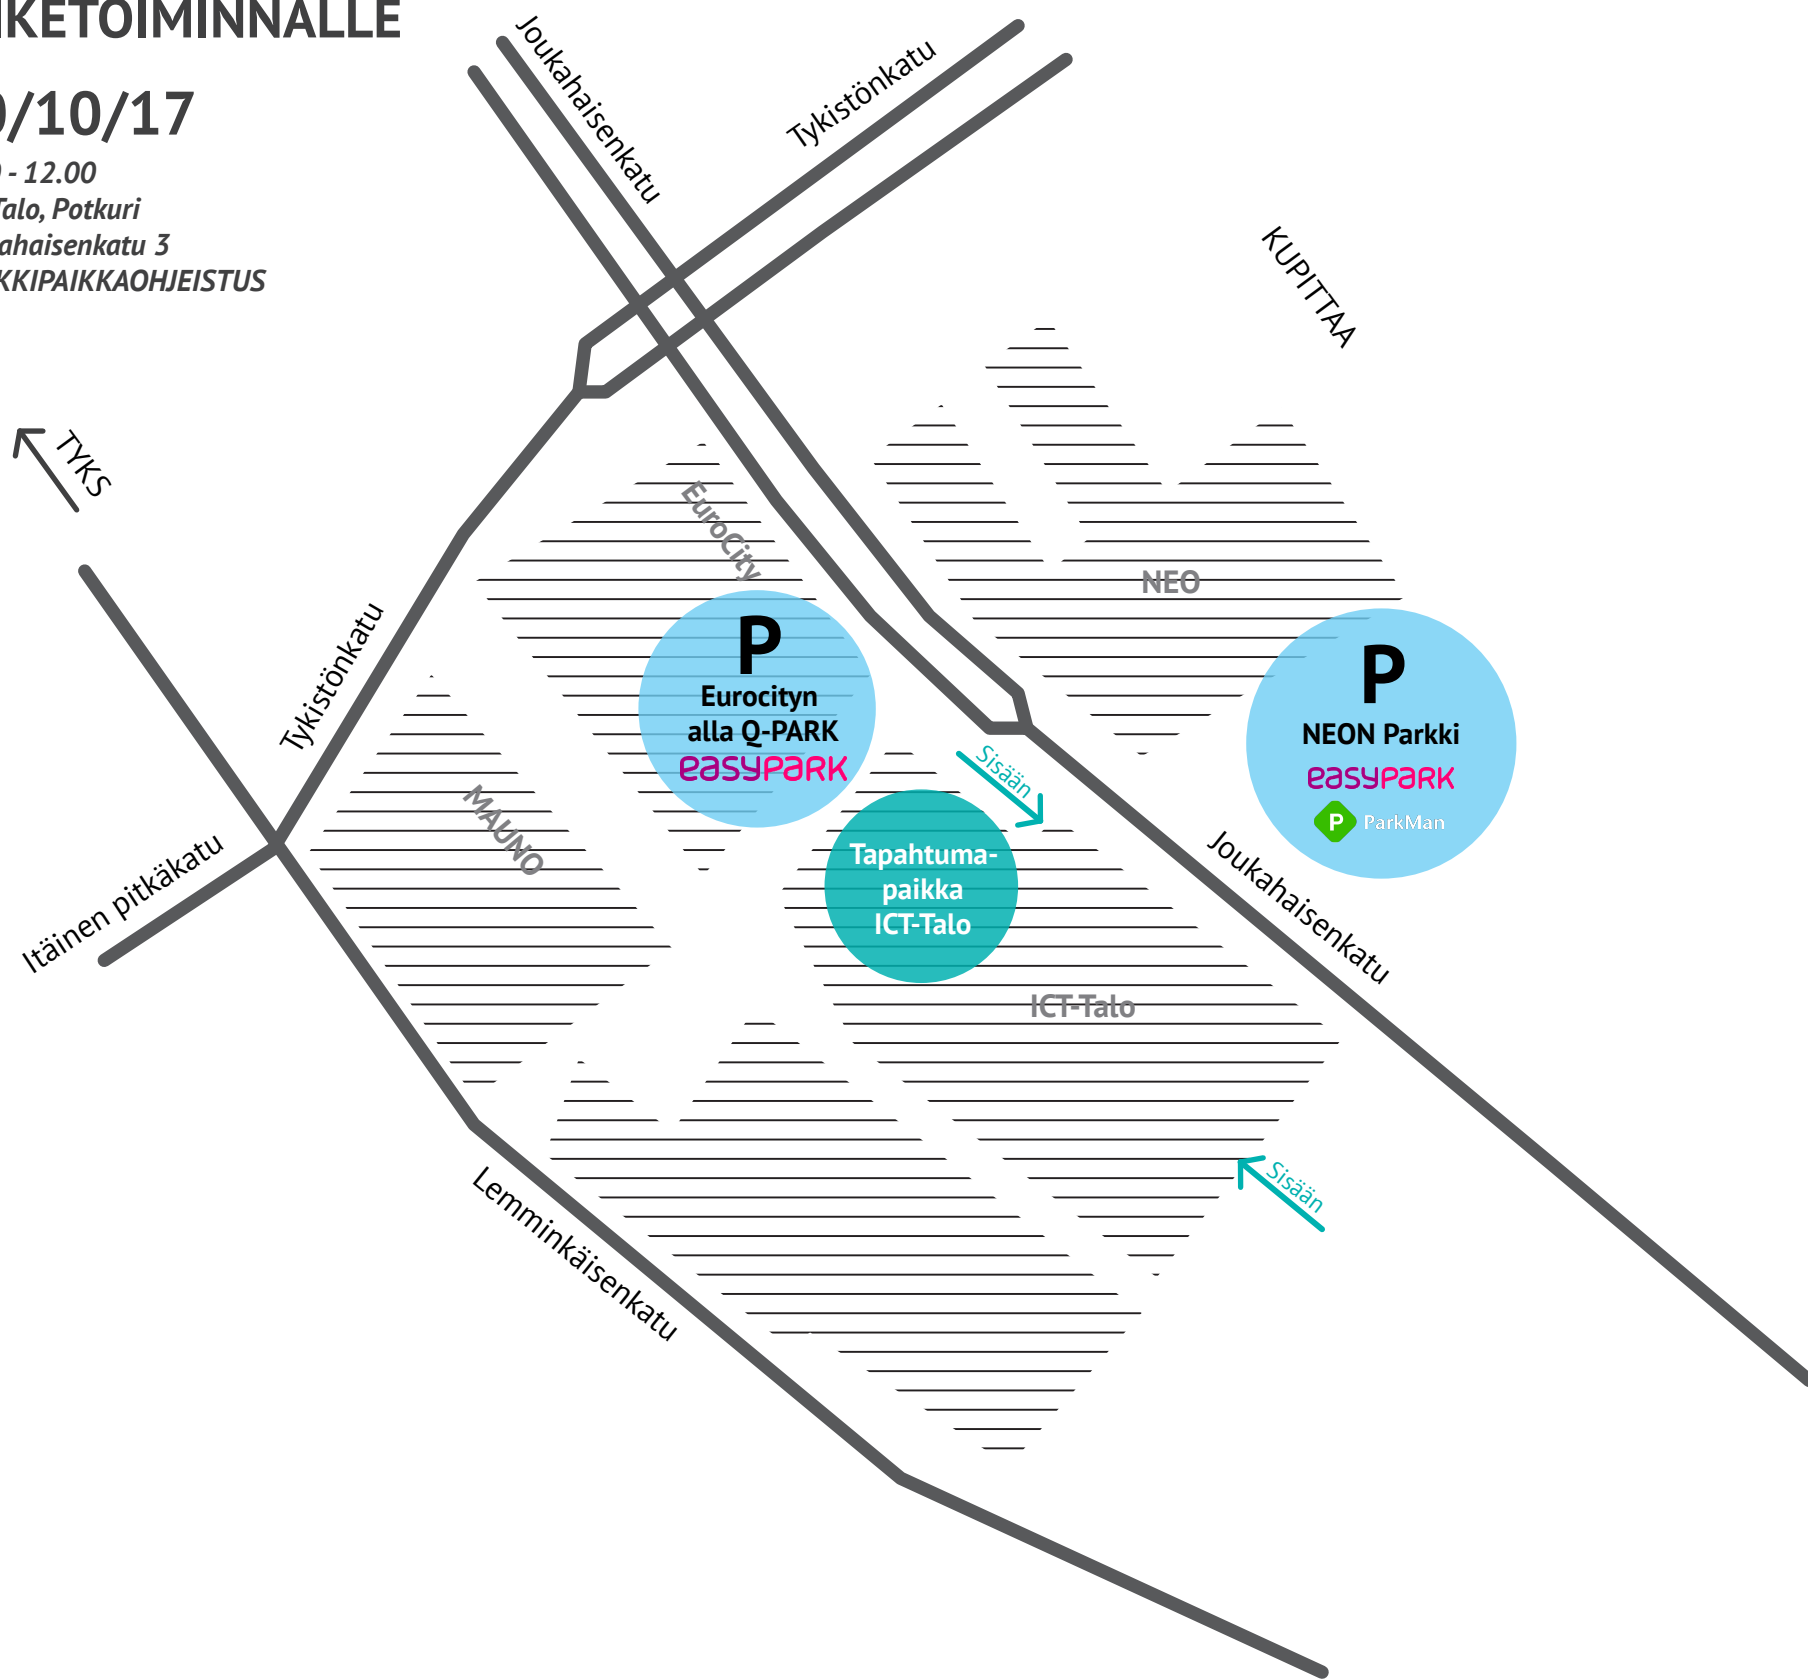 IKETOIMINNALLE
0/10/17
0 - 12.00
Talo, Potkuri
ahaisenkatu 3
KKIPAIKKAOHJEISTUS
Joukahaisenkatu
Tykistönkatu
KUPITTAA
TYKS
EuroCity
NEO
P
Eurocityn
alla Q-PARK
easyPARK
P
NEON Parkki
easyPARK
P ParkMan
Tykistönkatu
MAUNO
Sisään
Tapahtuma-
paikka
ICT-Talo
Joukahaisenkatu
Itäinen pitkäkatu
ICT-Talo
Sisään
Lemminkäisenkatu